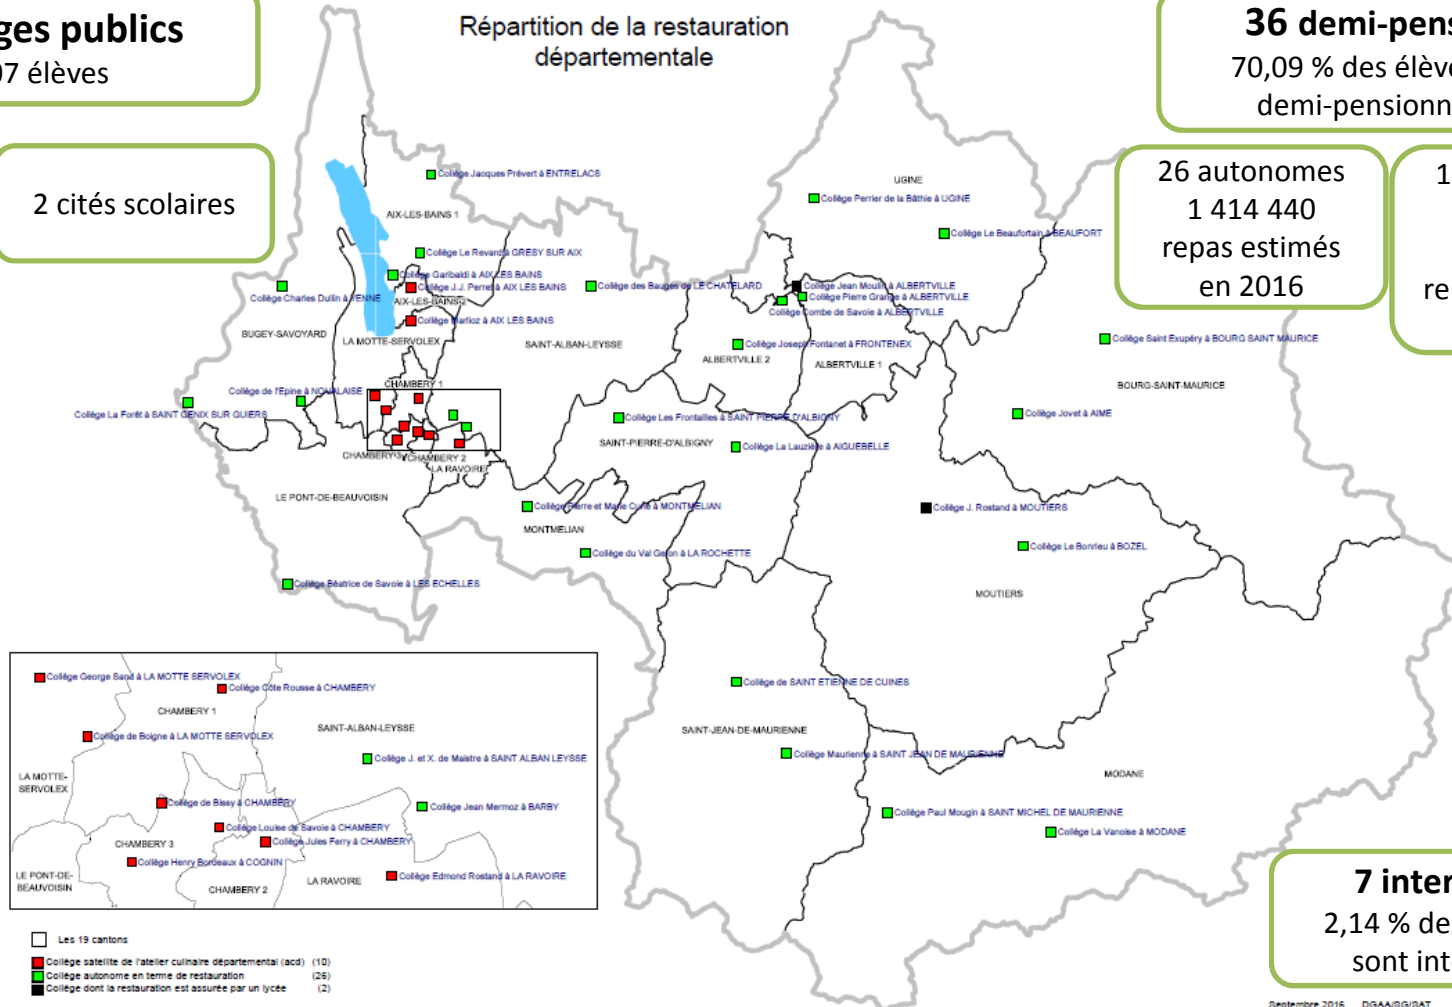 ges publics
07 élèves
Répartition de la restauration
départementale
36 demi-pens
70,09 % des élève
demi-pensionn
2 cités scolaires
26 autonomes
1 414 440
repas estimés
en 2016
1
re
Collège Jacques Prévert à ENTRELACS
AIX-LES-BAINS 1
UGINE
Collège Perrier de la Bâthie à UGINE
Collège Le Beaufortain à BEAUFORT
Collège Le Revard à GRESY SUR AIX
Collège Garibaldi à AIX LES BAINS
Collège J.J. Perret à AIX LES BAINS
Collège des Bauges de LE CHATELARD
Collège Jean Moulin à ALBERTVILLE
Collège Pierre Grange à ALBERTVILLE
Collège Combe de Savoie à ALBERTVILLE
Collège Charles Dullin à YENNE
AIX-LES-BAINS 2
Collège Marlioz à AIX LES BAINS
BUGEY-SAVOYARD
LA MOTTE-SERVOLEX
SAINT-ALBAN-LEYSSE
Collège Joseph Fontanet à FRONTENEX
ALBERTVILLE 2
ALBERTVILLE 1
Collège Saint Exupéry à BOURG SAINT MAURICE
BOURG-SAINT-MAURICE
CHAMBERY 1
Collège de l'Epine à NOVALAISE
Collège La Forêt à SAINT GENIX SUR GUIERS
Collège Les Frontailles à SAINT PIERRE D'ALBIGNY
Collège Jovet à AIME
SAINT-PIERRE-D'ALBIGNY
Collège La Lauzière à AIGUEBELLE
CHAMBERY 3
CHAMBERY 2
LA RAVOIRE
LE PONT-DE-BEAUVOISIN
Collège Pierre et Marie Curie à MONTMELIAN
MONTMELIAN
Collège J. Rostand à MOUTIERS
Collège du Val Gelon à LA ROCHETTE
Collège Le Bonrieu à BOZEL
Collège Béatrice de Savoie à LES ECHELLES
MOUTIERS
Collège George Sand à LA MOTTE SERVOLEX
Collège Côte Rousse à CHAMBERY
CHAMBERY 1
SAINT-ALBAN-LEYSSE
Collège de Boigne à LA MOTTE SERVOLEX
Collège J. et X. de Maistre à SAINT ALBAN LEYSSE
LA MOTTE-
SERVOLEX
Collège de Bissy à CHAMBERY
Collège Jean Mermoz à BARBY
Collège Louise de Savoie à CHAMBERY
CHAMBERY 3
Collège Jules Ferry à CHAMBERY
Collège Henry Bordeaux à COGNIN
LE PONT-DE-
BEAUVOISIN
CHAMBERY 2
LA RAVOIRE
Collège Edmond Rostand à LA RAVOIRE
Collège de SAINT ETIENNE DE CUINES
SAINT-JEAN-DE-MAURIENNE
Collège Maurienne à SAINT JEAN DE MAURIENNE
MODANE
Collège Paul Mougin à SAINT MICHEL DE MAURIENNE
Collège La Vanoise à MODANE
7 inter
2,14 % de
sont inte
Les 19 cantons
Collège satellite de l'atelier culinaire départemental (acd) (10)
Collège autonome en terme de restauration (26)
Collège dont la restauration est assurée par un lycée (2)
Septembre 2016 DGAA/SG/SAT